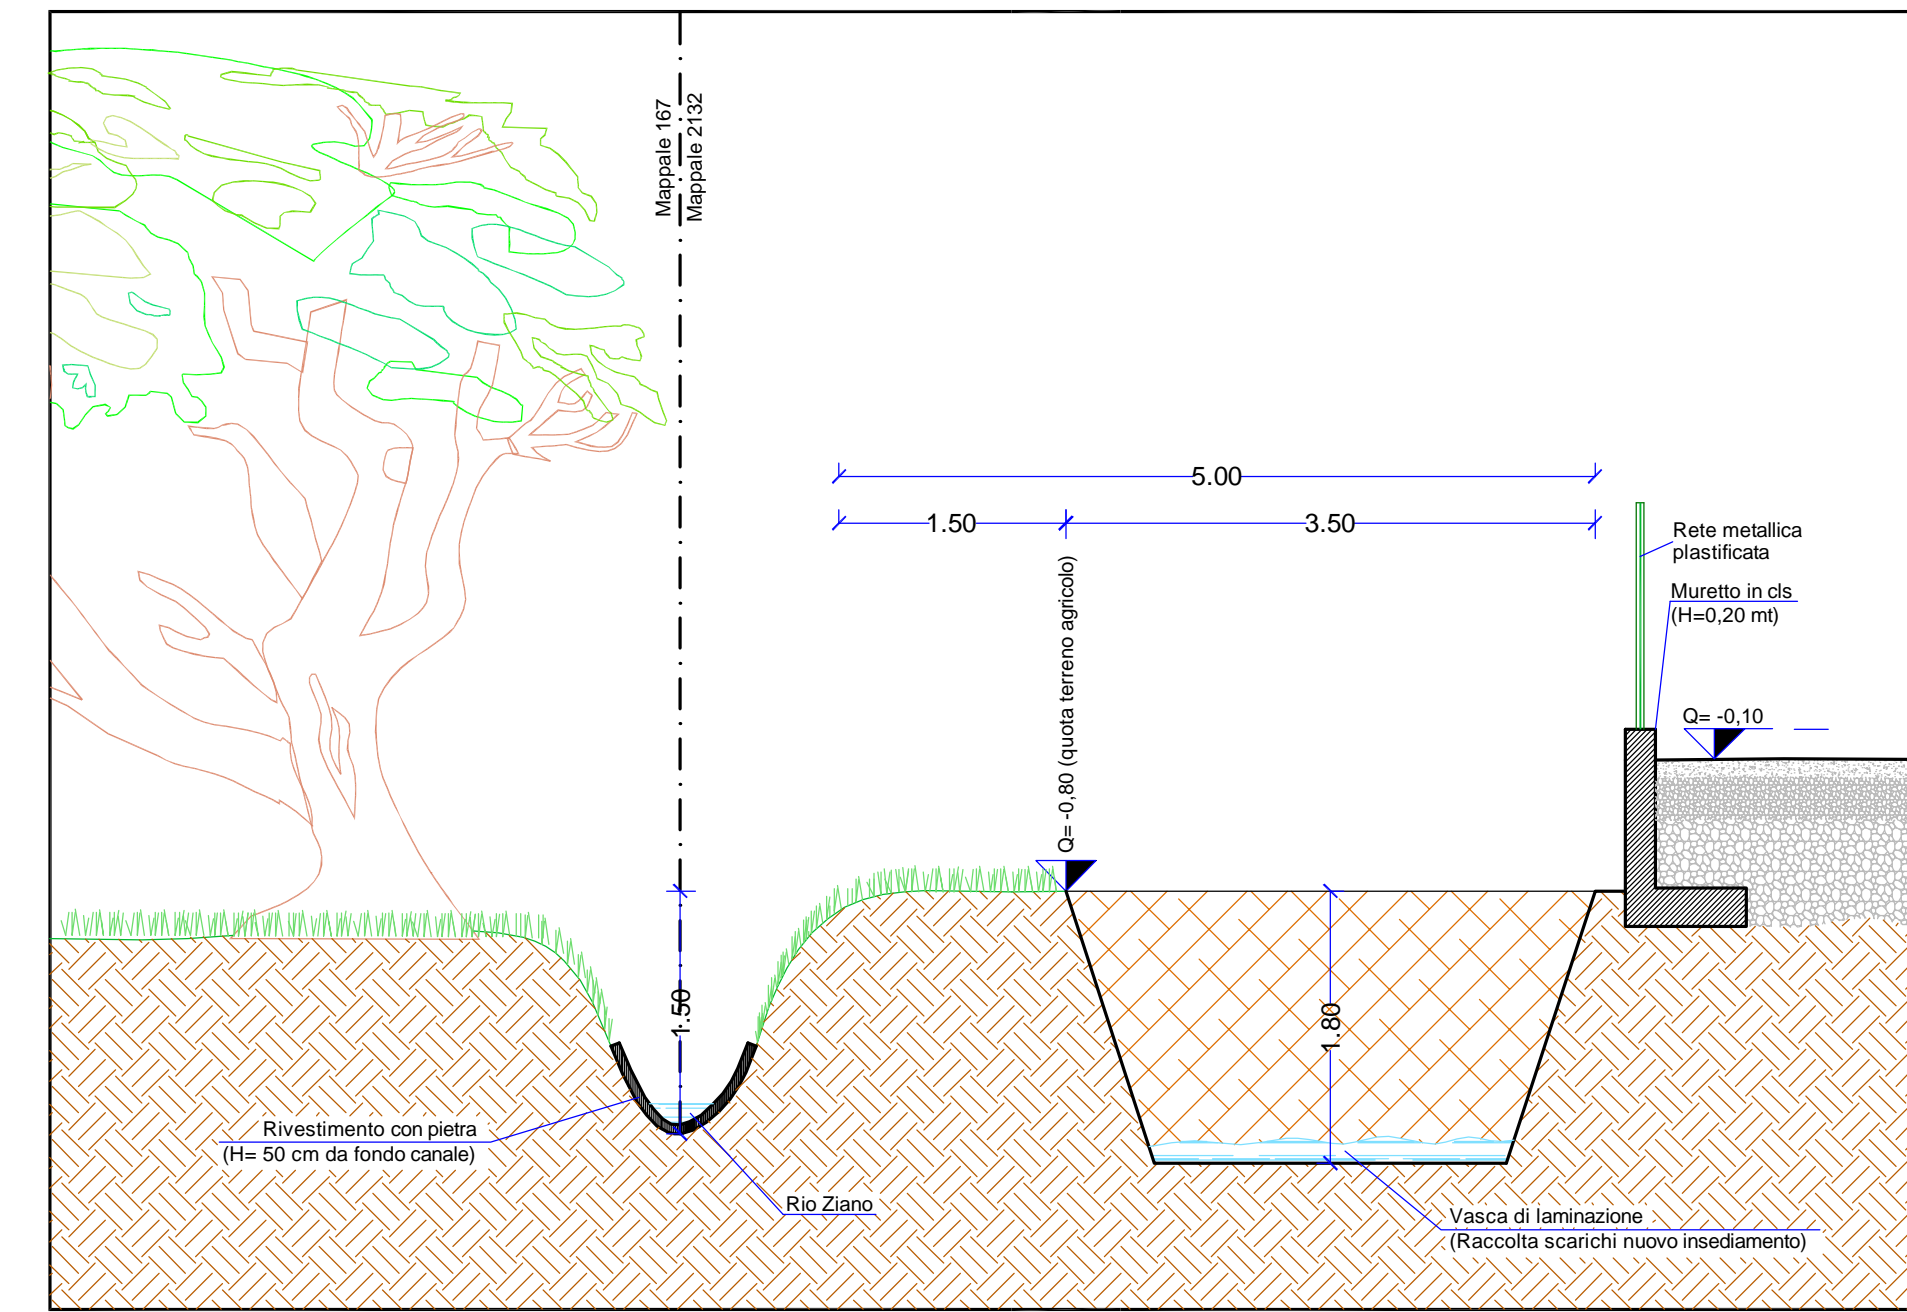 Mappale 167
Mappale 2132
5.00
1.50
3.50
Rete metallica
plastificata
Muretto in cls
(H=0,20 mt)
Q= -0,10
Q= -0,80 (quota terreno agricolo)
1.50
1.80
Rivestimento con pietra
(H= 50 cm da fondo canale)
Rio Ziano
Vasca di laminazione
(Raccolta scarichi nuovo insediamento)